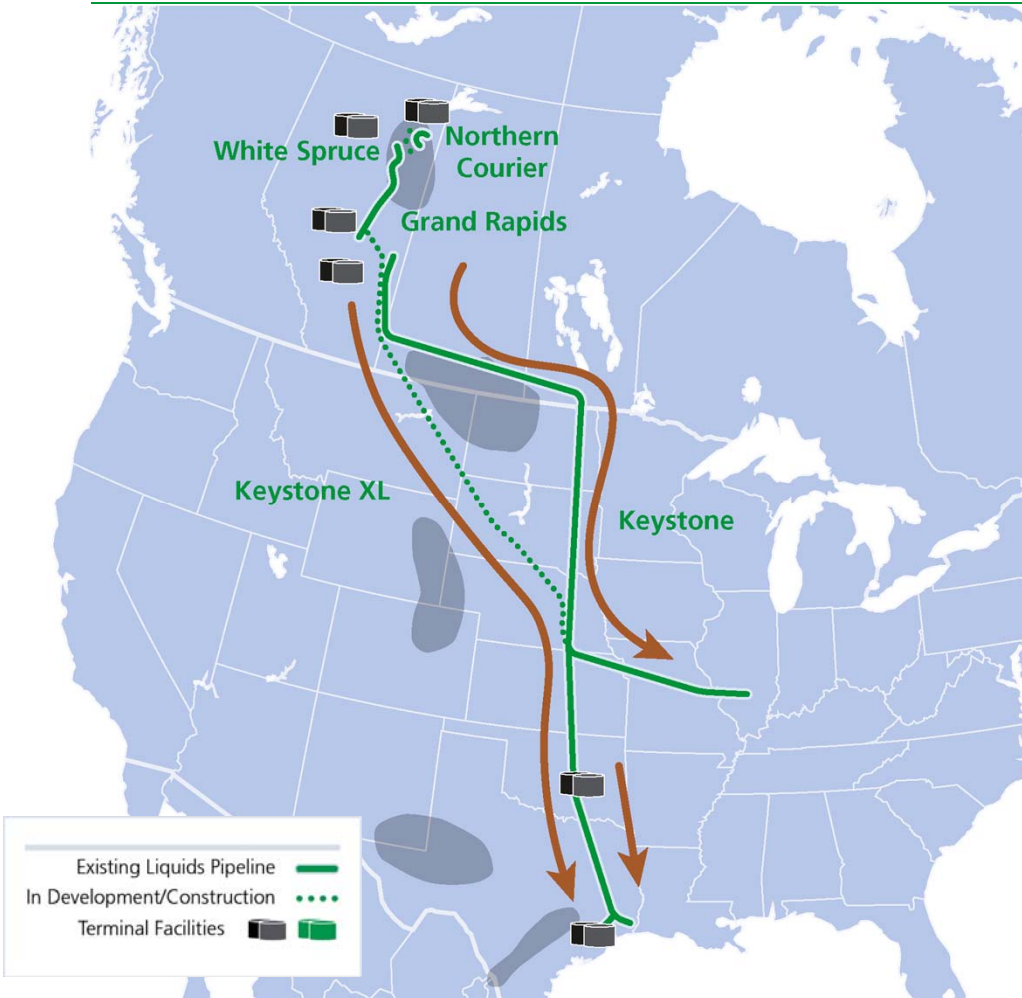 White Spruce
Northern
Courier
Grand Rapids
Keystone XL
Keystone
Existing Liquids Pipeline
In Development/Construction
Terminal Facilities